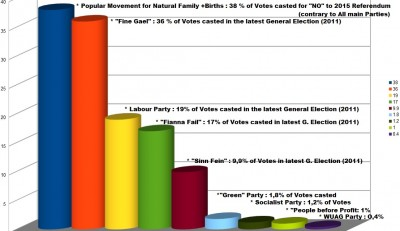 * Popular Movement for Natural Family +Births : 38 % of Votes casted for "NO" to 2015 Referendum
(contrary to All main Parties)
* "Fine Gael" : 36 % of Votes casted in the latest General Election (2011)
* Labour Party : 19% of Votes casted in the latest General Election (2011)
* "Fianna Fail" : 17% of Votes casted in latest G. Election (2011)
* "Sinn Fein" : 9,9% of Votes in latest G. Election (2011)
* "Green" Party : 1,8% of Votes casted
* Socialist Party : 1,2% of Votes
* "People before Profit: 1%
* WUAG Party : 0,4%
40
35
30
25
20
15
10
5
38
36
19
17
9.9
1.8
1.2
1
0.4